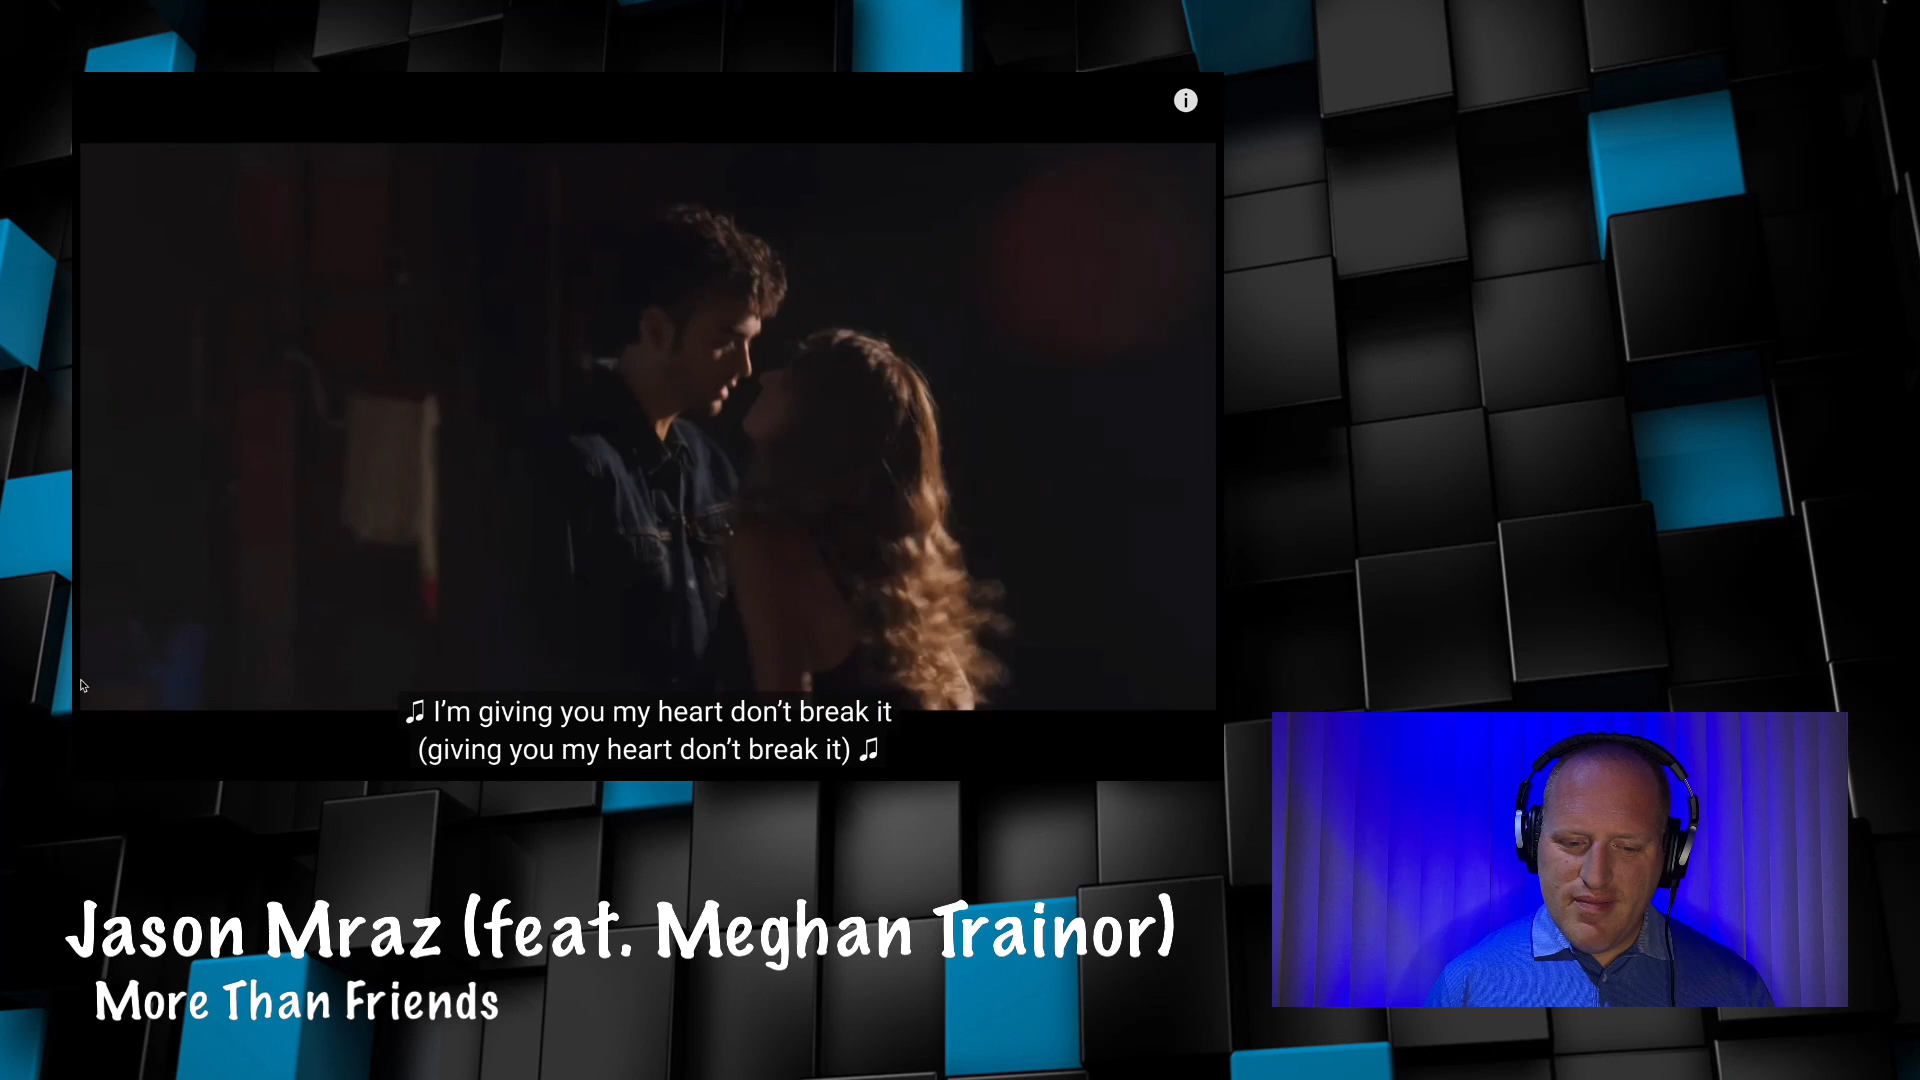 ♫ I’m giving you my heart don’t break it
(giving you my heart don’t break it) ♫
Jason Mraz (feat. Meghan Trainor)
More Than Friends